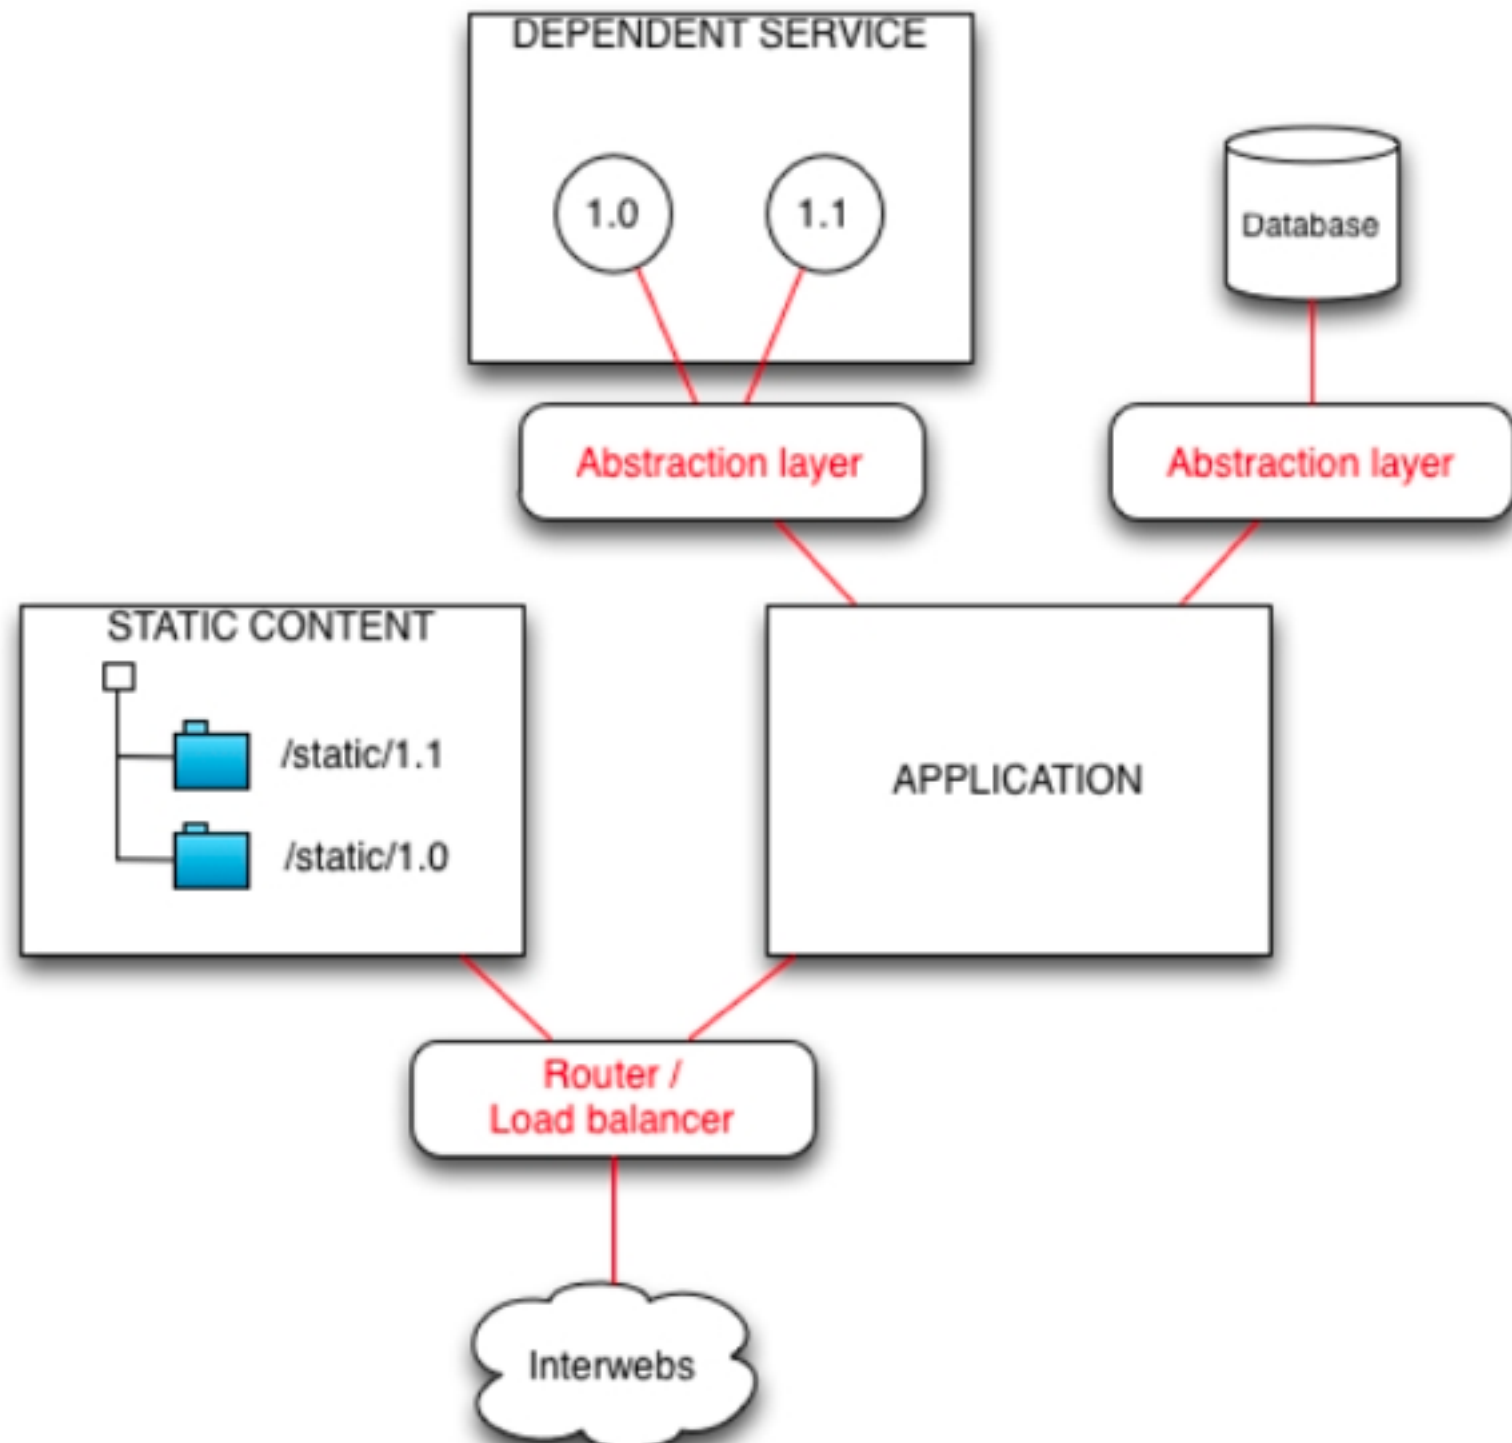 DEPENDENT SERVICE
1.0
1.1
Database
Abstraction layer
Abstraction layer
STATIC CONTENT
/static/1.1
/static/1.0
APPLICATION
Router /
Load balancer
Interwebs